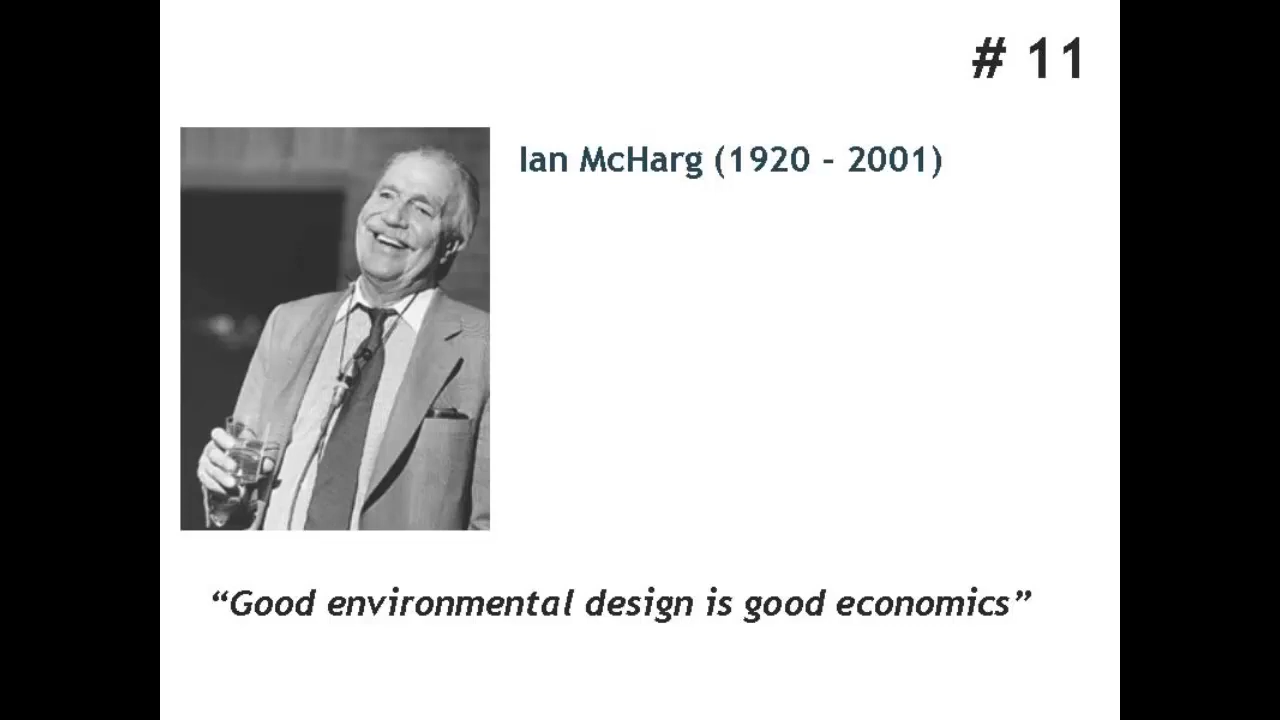 # 11
Ian McHarg (1920 - 2001)
“Good environmental design is good economics”